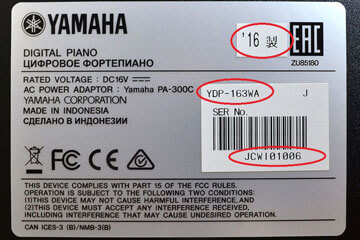 YAMAHA
'16 製
EAC
ZU85180
DIGITAL PIANO
ЦИФРОВОЕ ФОРТЕПИАНО
RATED VOLTAGE : DC16V
AC POWER ADAPTOR : Yamaha PA-300C
YAMAHA CORPORATION
MADE IN INDONESIA
СДЕЛАНО В ИНДОНЕЗИИ
YDP-163WA J
SER No.
JCWI01006
FC CE
THIS DEVICE COMPLIES WITH PART 15 OF THE FCC RULES.
OPERATION IS SUBJECT TO THE FOLLOWING TWO CONDITIONS:
(1)THIS DEVICE MAY NOT CAUSE HARMFUL INTERFERENCE, AND
(2)THIS DEVICE MUST ACCEPT ANY INTERFERENCE RECEIVED,
INCLUDING INTERFERENCE THAT MAY CAUSE UNDESIRED OPERATION.
CAN ICES-3 (B)/NMB-3(B)